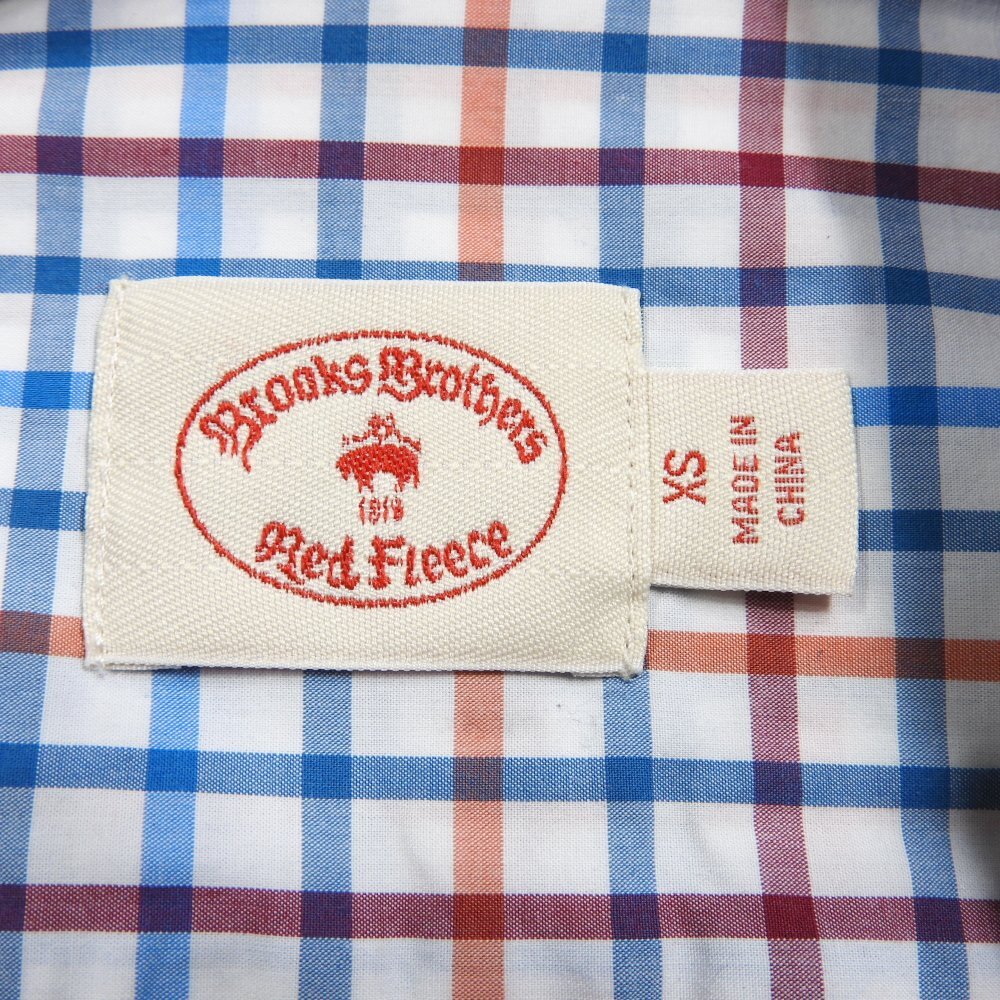 Brooks Brothers
1818
Red Fleece
XS
MADE IN
CHINA